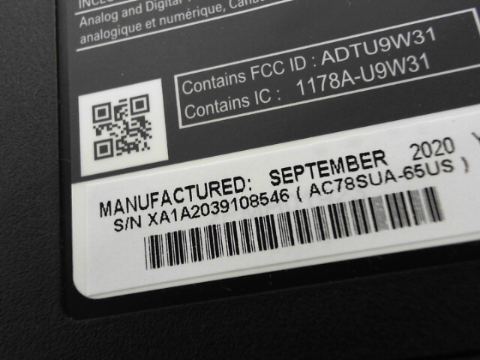 INCLU
Analog and Digital
analogique et numérique, Cana
Contains FCC ID : ADTU9W31
Contains IC : 1178A-U9W31
MANUFACTURED: SEPTEMBER 2020
S/N XA1A2039108546 ( AC78SUA-65US )